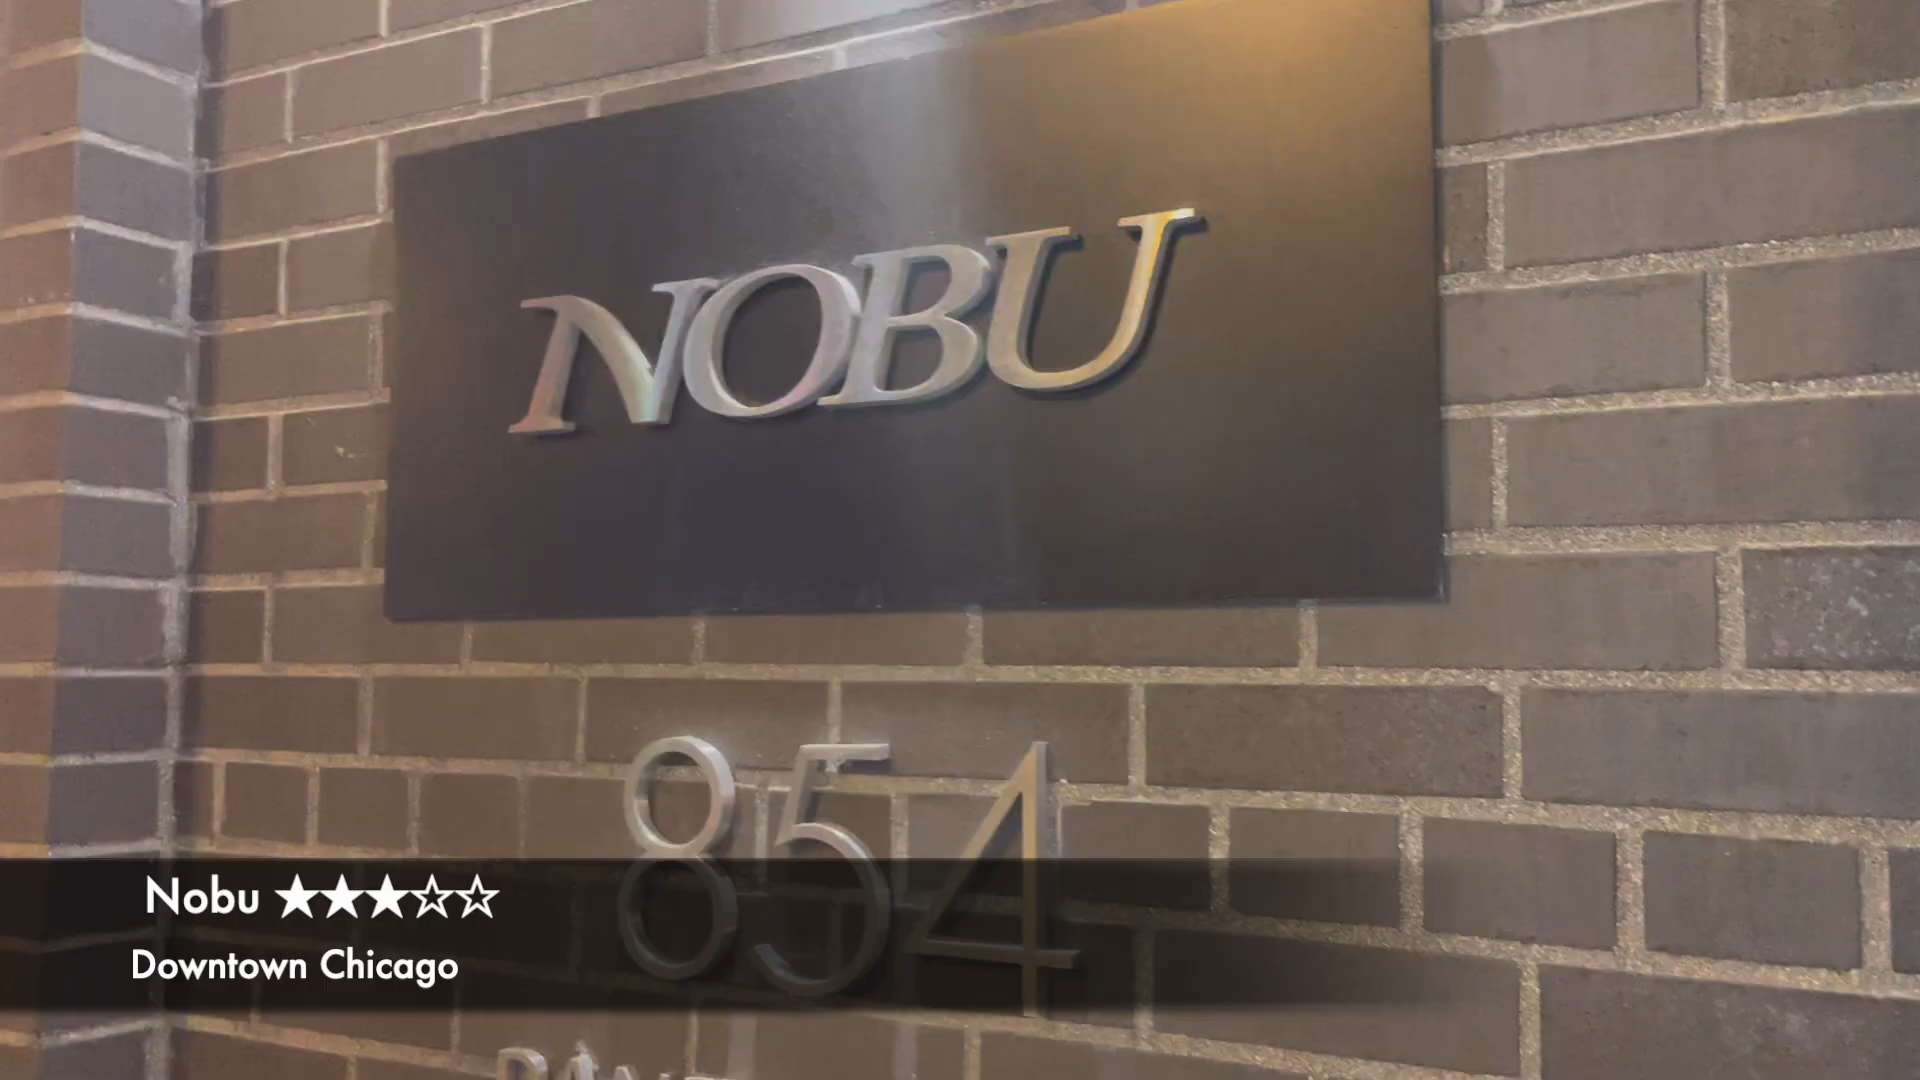 NOBU
854
Nobu ★★★☆☆
Downtown Chicago